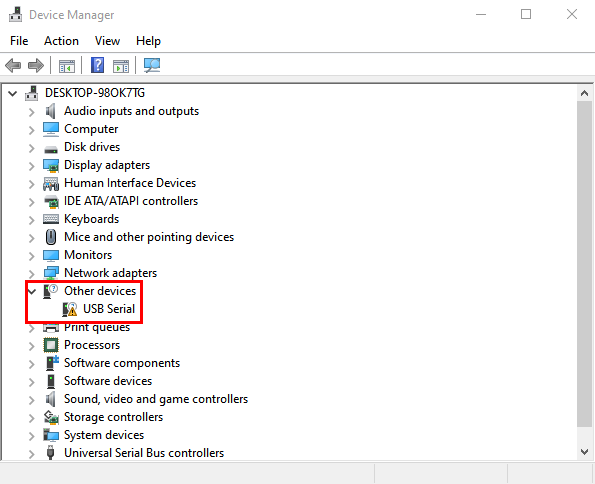 Device Manager
File Action View Help
DESKTOP-98OK7TG
Audio inputs and outputs
Computer
Disk drives
Display adapters
Human Interface Devices
IDE ATA/ATAPI controllers
Keyboards
Mice and other pointing devices
Monitors
Network adapters
Other devices
USB Serial
Print queues
Processors
Software components
Software devices
Sound, video and game controllers
Storage controllers
System devices
Universal Serial Bus controllers